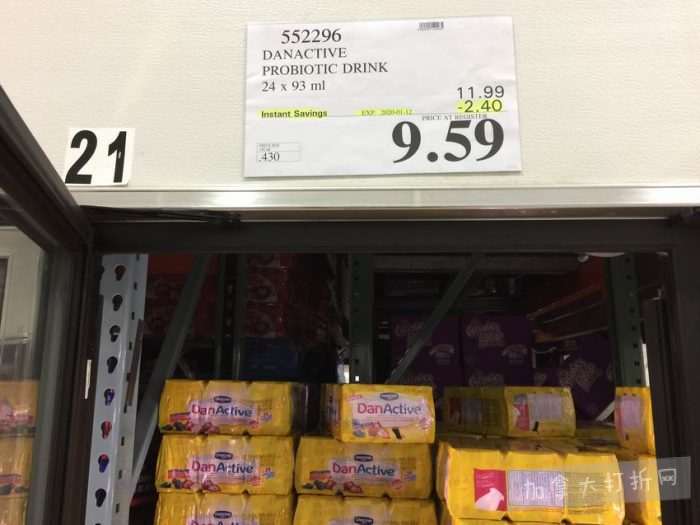 552296
DANACTIVE
PROBIOTIC DRINK
24 x 93 ml
11.99
-2.40
Instant Savings
EXP. 2020-01-12
PRICE AT REGISTER
9.59
.430
21
DanActive
DanActive
DanActive
DanActive
加拿大打折网